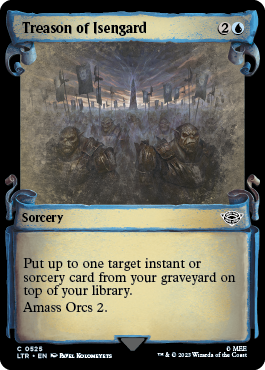 Treason of Isengard 2
Sorcery
Put up to one target instant or
sorcery card from your graveyard on
top of your library.
Amass Orcs 2.
C 0525
LTR • EN PAVEL KOLOMEYETS
& MEE
™ & © 2023 Wizards of the Coast